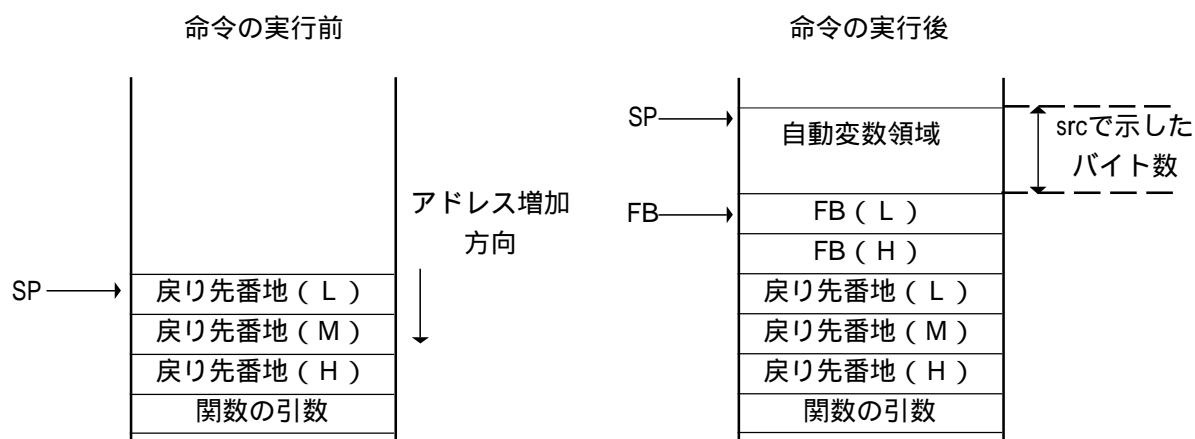 命令の実行前
SP
戻り先番地(L)
戻り先番地(M)
戻り先番地(H)
関数の引数
アドレス増加
方向
命令の実行後
SP
FB
自動変数領域
FB(L)
FB(H)
戻り先番地(L)
戻り先番地(M)
戻り先番地(H)
関数の引数
srcで示した
バイト数